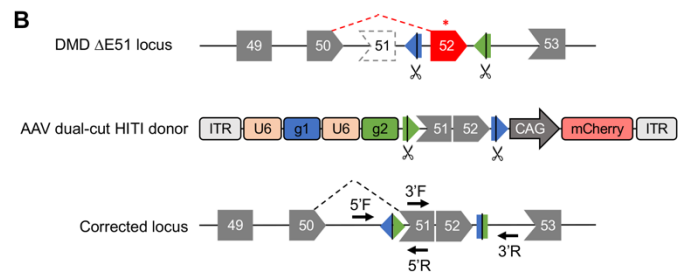 B
DMD ΔE51 locus
49 50 51 * 52 53
AAV dual-cut HITI donor
ITR U6 g1 U6 g2 51 52 CAG mCherry ITR
Corrected locus
49 50 5'F 3'F 51 52 53
5'R 3'R